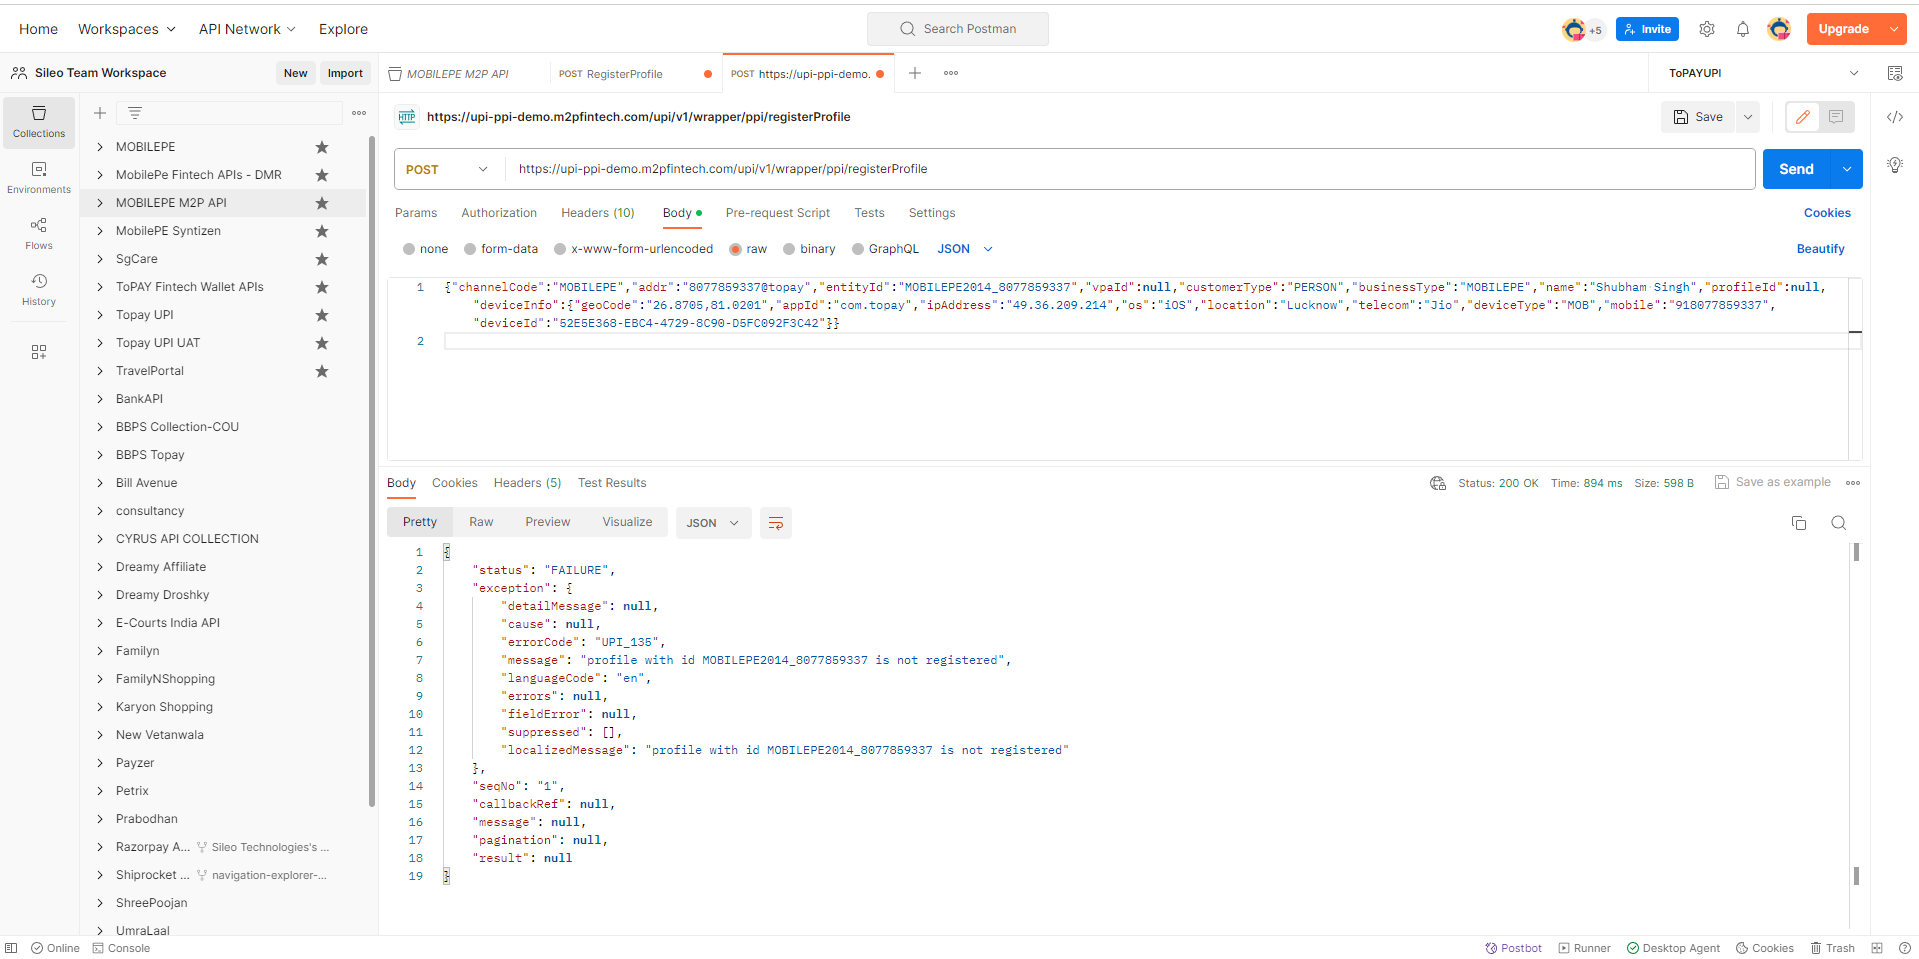 Home
Workspaces
API Network
Explore
Search Postman
+5
Invite
Upgrade
Sileo Team Workspace
New
Import
MOBILEPE M2P API
POST RegisterProfile
POST https://upi-ppi-demo.
ToPAYUPI
Collections
Environments
Flows
History
MOBILEPE
MobilePe Fintech APIs - DMR
MOBILEPE M2P API
MobilePE Syntizen
SgCare
ToPAY Fintech Wallet APIs
Topay UPI
Topay UPI UAT
TravelPortal
BankAPI
BBPS Collection-COU
BBPS Topay
Bill Avenue
consultancy
CYRUS API COLLECTION
Dreamy Affiliate
Dreamy Droshky
E-Courts India API
Familyn
FamilyNShopping
Karyon Shopping
New Vetanwala
Payzer
Petrix
Prabodhan
Razorpay A... Sileo Technologies's ...
Shiprocket ... navigation-explorer-...
ShreePoojan
UmraLaal
HTTP https://upi-ppi-demo.m2pfintech.com/upi/v1/wrapper/ppi/registerProfile
Save
POST https://upi-ppi-demo.m2pfintech.com/upi/v1/wrapper/ppi/registerProfile
Send
Params Authorization Headers (10) Body Pre-request Script Tests Settings Cookies
none form-data x-www-form-urlencoded raw binary GraphQL JSON Beautify
1 {"channelCode":"MOBILEPE","addr":"8077859337@topay","entityId":"MOBILEPE2014_8077859337","vpaId":null,"customerType":"PERSON","businessType":"MOBILEPE","name":"Shubham Singh","profileId":null,
"deviceInfo":{"geoCode":"26.8705,81.0201","appId":"com.topay","ipAddress":"49.36.209.214","os":"iOS","location":"Lucknow","telecom":"Jio","deviceType":"MOB","mobile":"918077859337",
"deviceId":"52E5E368-EBC4-4729-8C90-D5FC092F3C42"}}
2
Body Cookies Headers (5) Test Results Status: 200 OK Time: 894 ms Size: 598 B Save as example
Pretty Raw Preview Visualize JSON
1 {
2 "status": "FAILURE",
3 "exception": {
4 "detailMessage": null,
5 "cause": null,
6 "errorCode": "UPI_135",
7 "message": "profile with id MOBILEPE2014_8077859337 is not registered",
8 "languageCode": "en",
9 "errors": null,
10 "fieldError": null,
11 "suppressed": [],
12 "localizedMessage": "profile with id MOBILEPE2014_8077859337 is not registered"
13 },
14 "seqNo": "1",
15 "callbackRef": null,
16 "message": null,
17 "pagination": null,
18 "result": null
19 }
Online Console
Postbot Runner Desktop Agent Cookies Trash